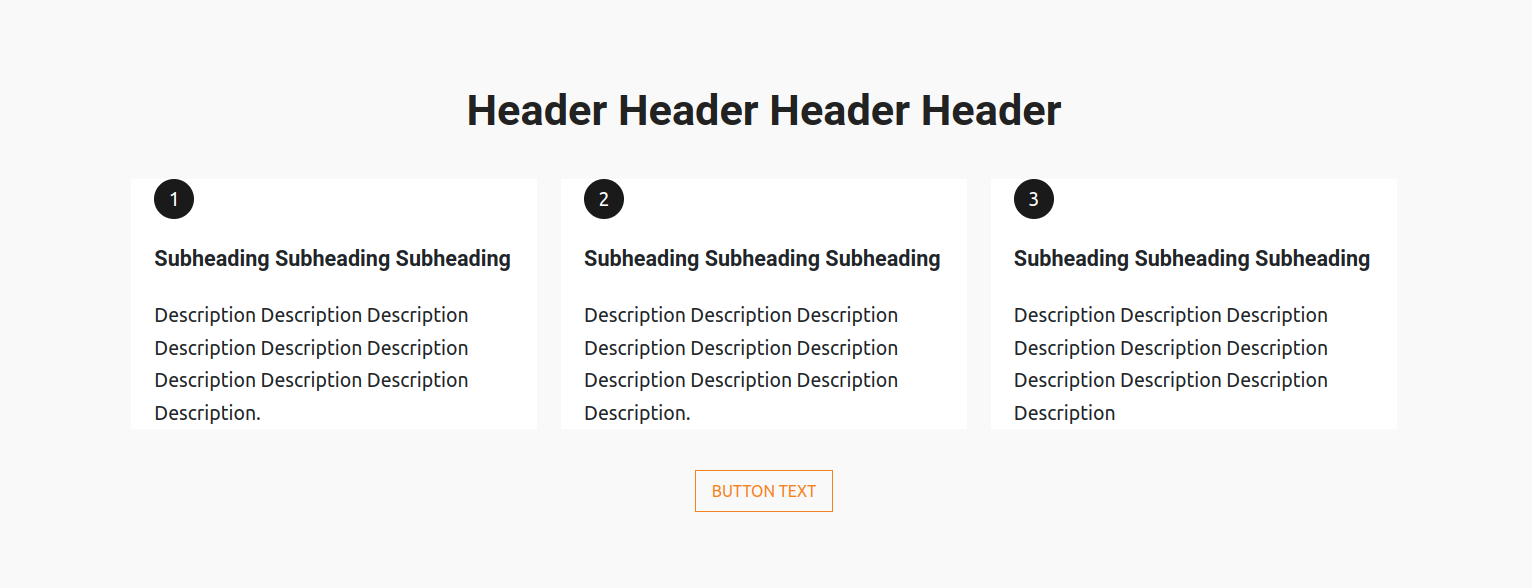 Header Header Header Header
1
Subheading Subheading Subheading
Description Description Description
Description Description Description
Description Description Description
Description.
2
Subheading Subheading Subheading
Description Description Description
Description Description Description
Description Description Description
Description.
3
Subheading Subheading Subheading
Description Description Description
Description Description Description
Description Description Description
Description
BUTTON TEXT